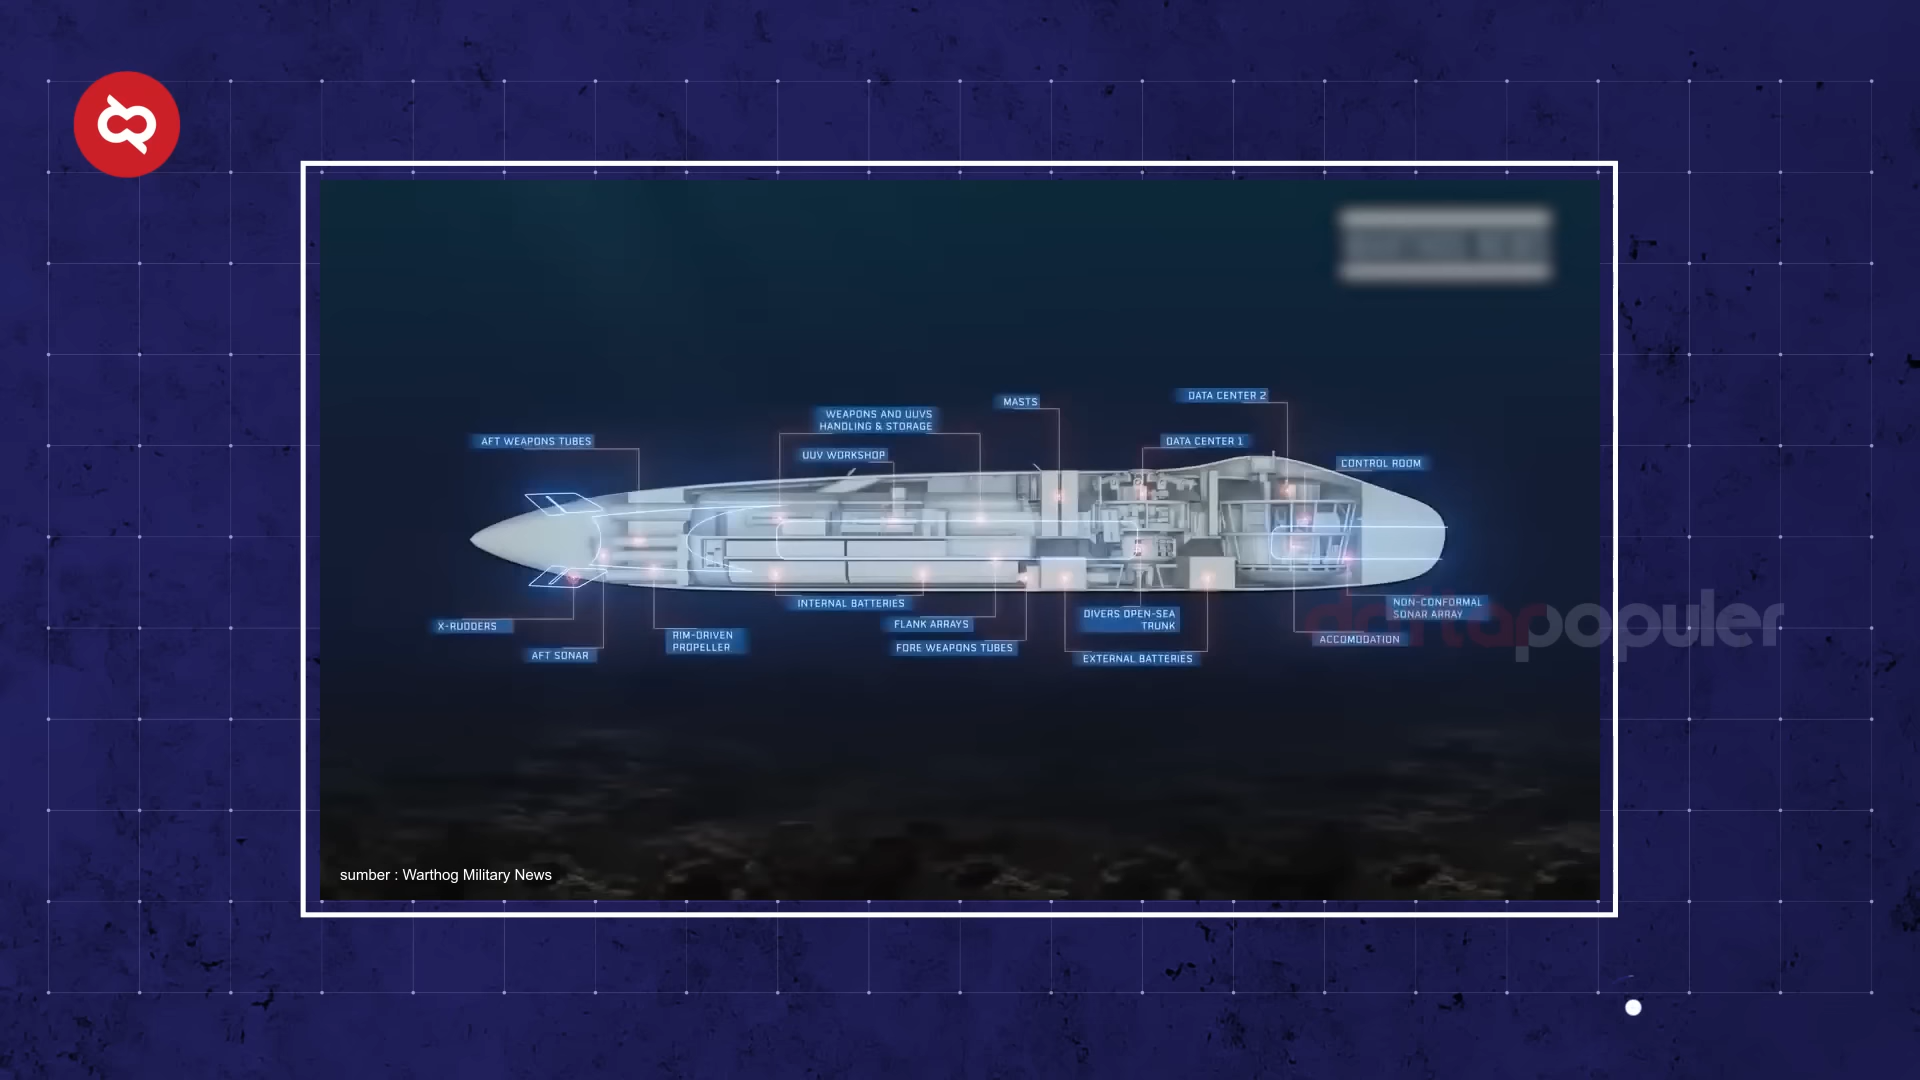 DATA CENTER 2
MASTS
WEAPONS AND UUVS
HANDLING & STORAGE
AFT WEAPONS TUBES
DATA CENTER 1
UUV WORKSHOP
CONTROL ROOM
INTERNAL BATTERIES
NON-CONFORMAL
SONAR ARRAY
DIVERS OPEN-SEA
TRUNK
FLANK ARRAYS
X-RUDDERS
RIM-DRIVEN
PROPELLER
ACCOMODATION
FORE WEAPONS TUBES
AFT SONAR
EXTERNAL BATTERIES
daftarpopuler
sumber : Warthog Military News